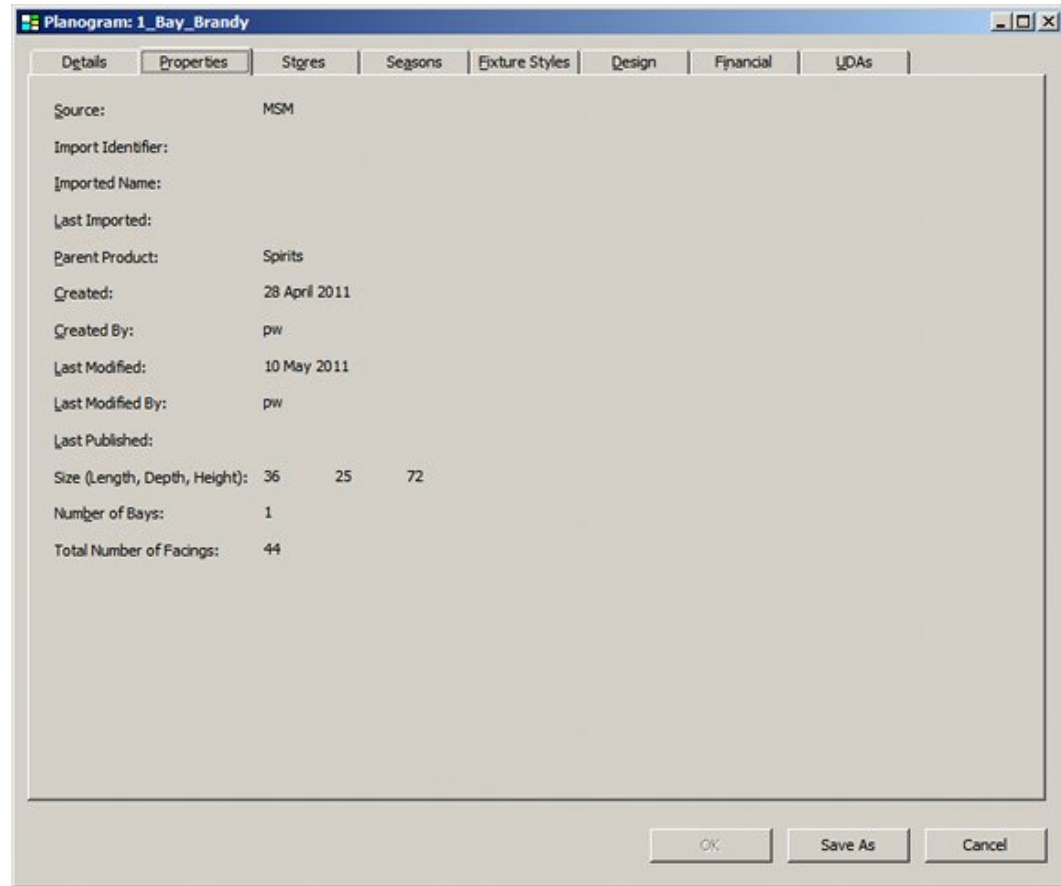 Planogram: 1_Bay_Brandy
Details Properties Stores Seasons Fixture Styles Design Financial UDAs
Source: MSM
Import Identifier:
Imported Name:
Last Imported:
Parent Product: Spirits
Created: 28 April 2011
Created By: pw
Last Modified: 10 May 2011
Last Modified By: pw
Last Published:
Size (Length, Depth, Height): 36 25 72
Number of Bays: 1
Total Number of Facings: 44
OK Save As Cancel